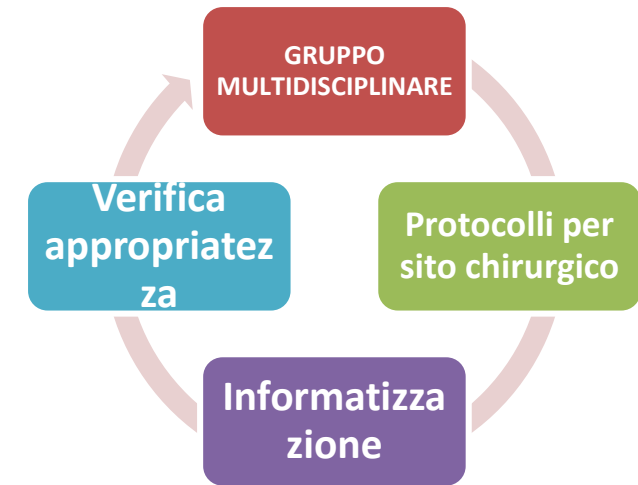 GRUPPO
MULTIDISCIPLINARE
Protocolli per
sito chirurgico
Informatizza
zione
Verifica
appropriatez
za